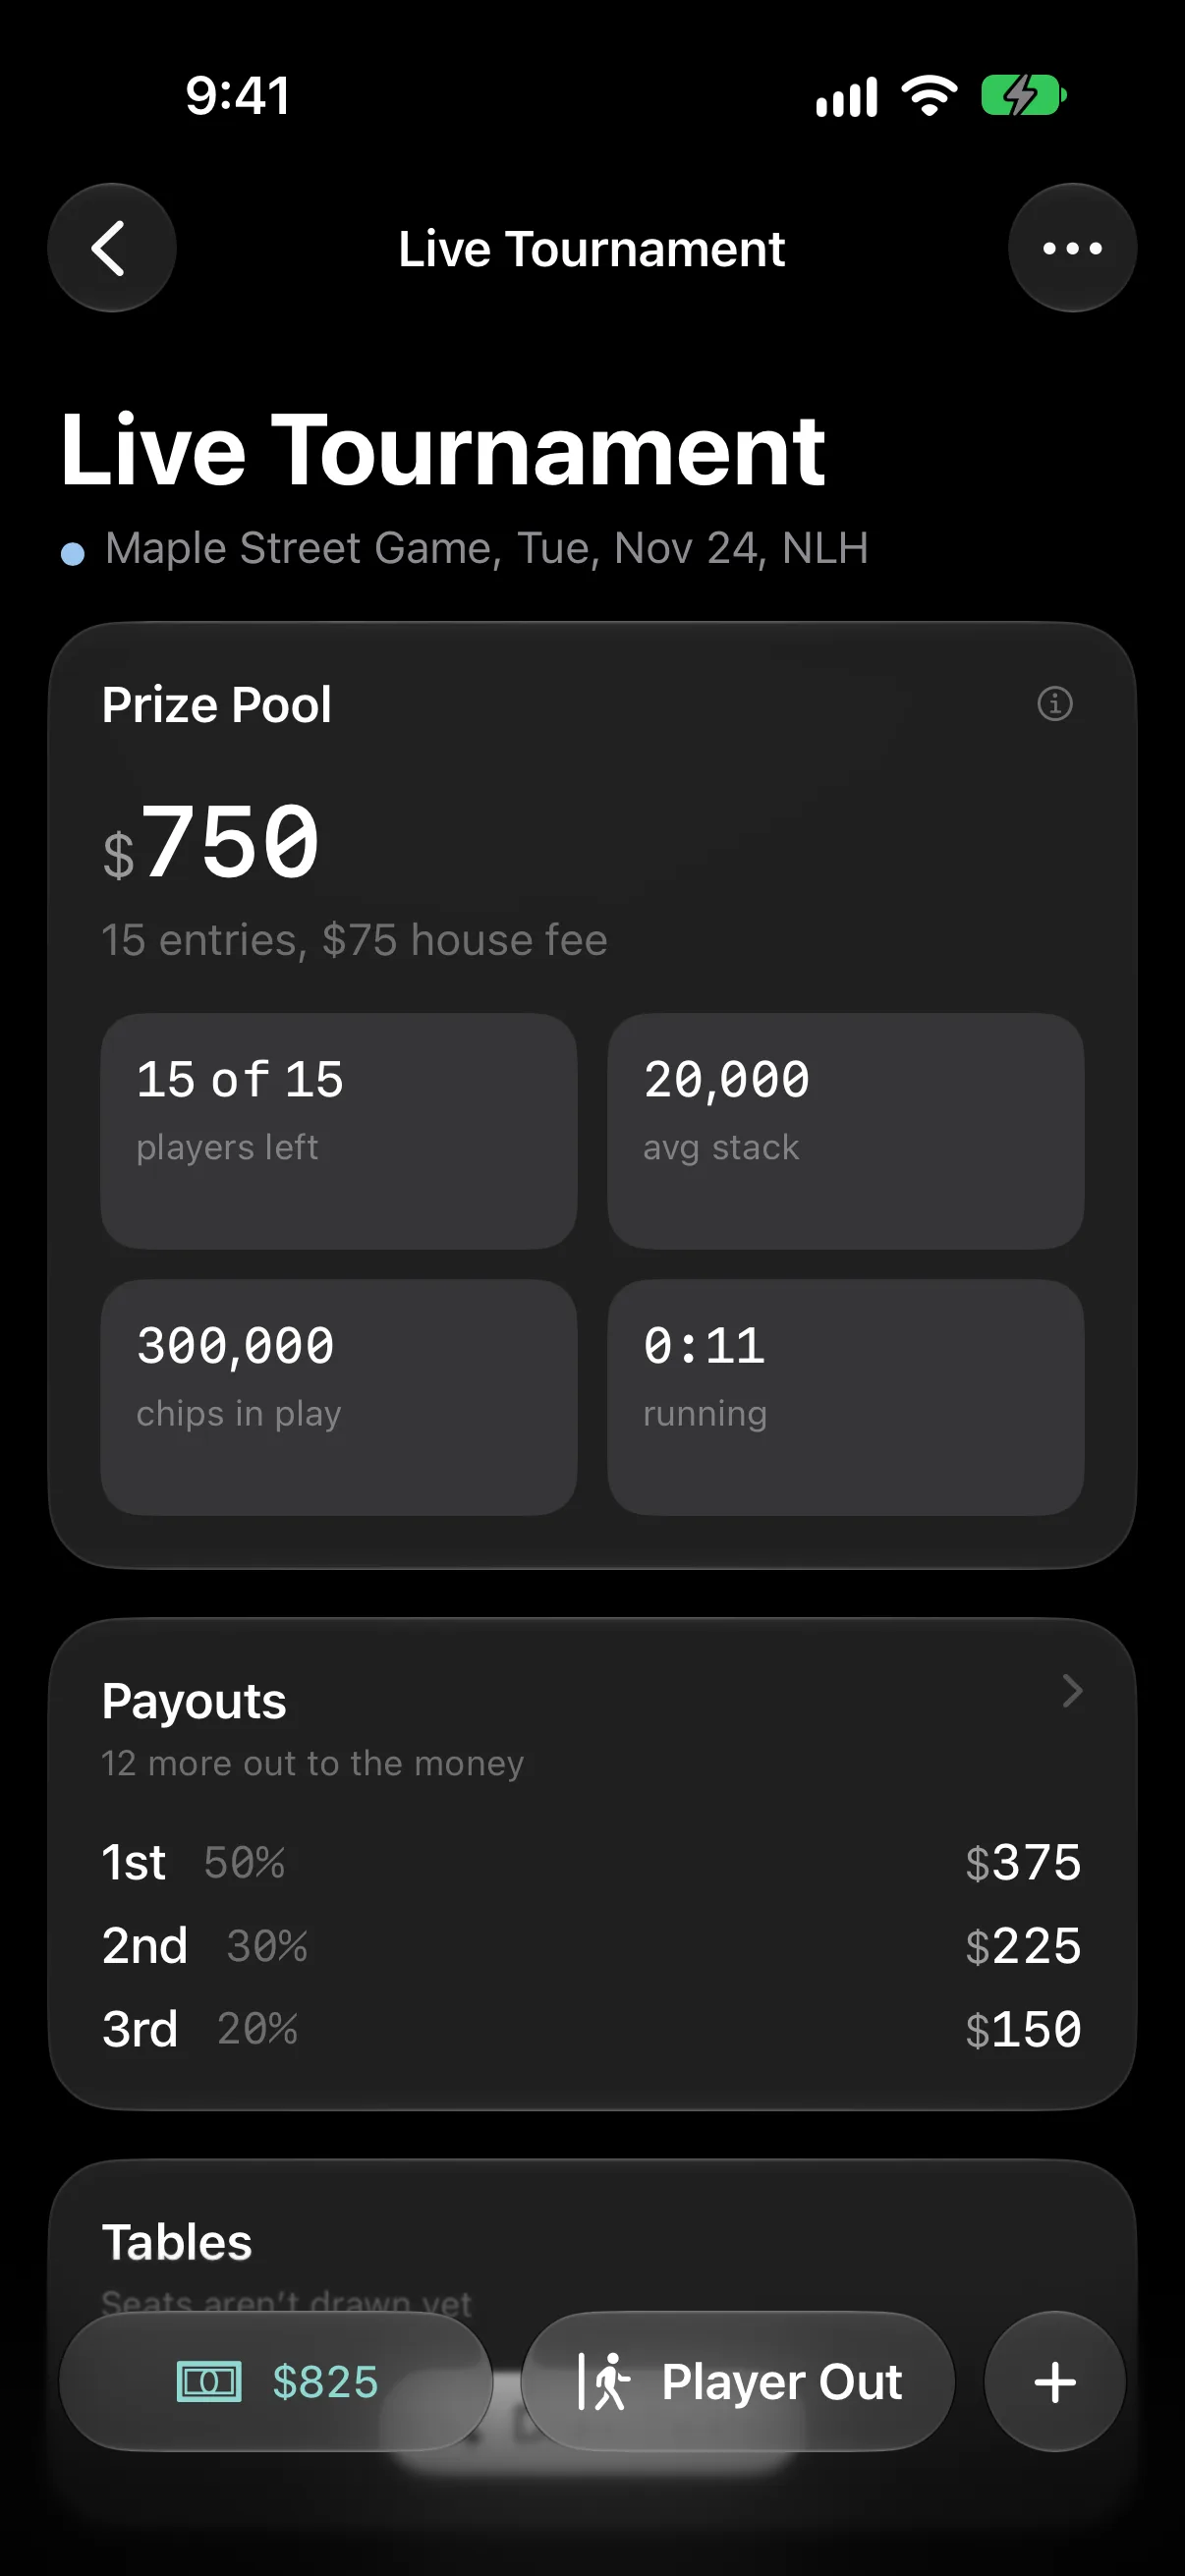 9:41
Live Tournament
Live Tournament
Maple Street Game, Tue, Nov 24, NLH
Prize Pool
$750
15 entries, $75 house fee
15 of 15
players left
20,000
avg stack
300,000
chips in play
0:11
running
Payouts
12 more out to the money
1st 50% $375
2nd 30% $225
3rd 20% $150
Tables
Seats aren't drawn yet
$825
Player Out